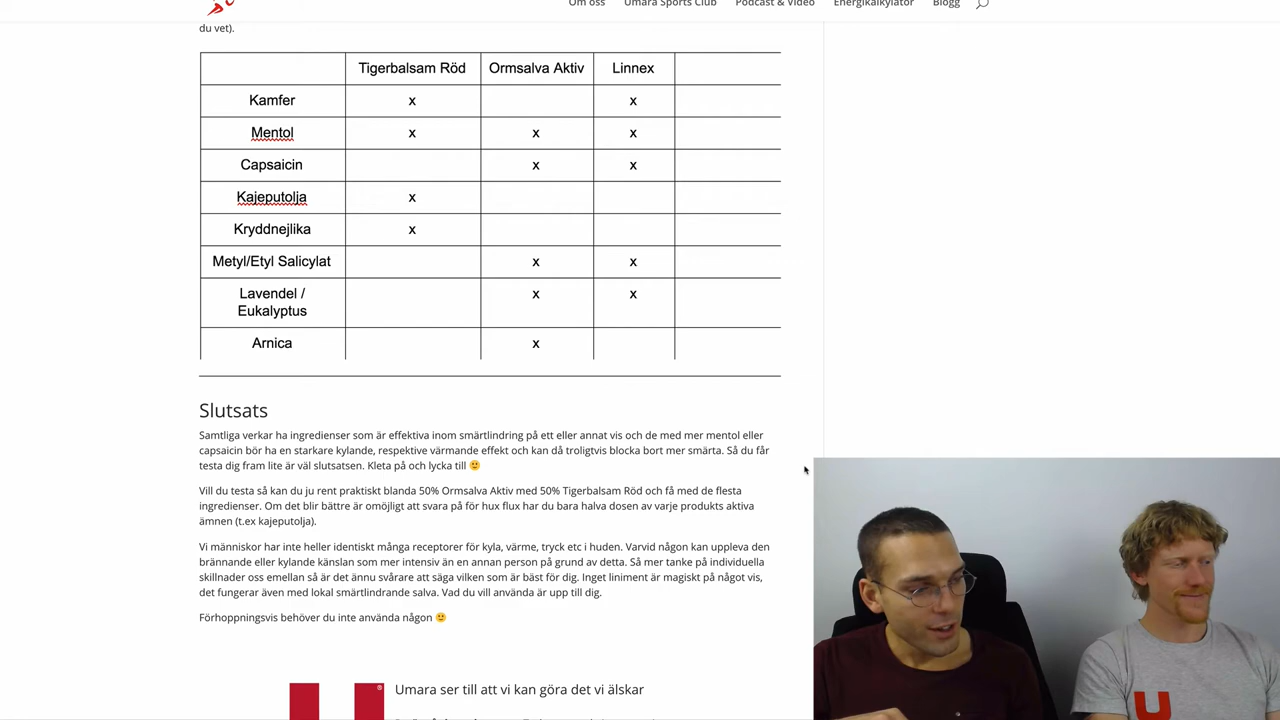 Om oss Umara Sports Club Podcast & Video Energikalkylator Blogg
du vet).
Tigerbalsam Röd Ormsalva Aktiv Linnex
Kamfer x x
Mentol x x x
Capsaicin x x
Kajeputolja x
Kryddnejlika x
Metyl/Etyl Salicylat x x
Lavendel / x x
Eukalyptus
Arnica x
Slutsats
Samtliga verkar ha ingredienser som är effektiva inom smärtlindring på ett eller annat vis och de med mer mentol eller
capsaicin bör ha en starkare kylande, respektive värmande effekt och kan då troligtvis blocka bort mer smärta. Så du får
testa dig fram lite är väl slutsatsen. Kleta på och lycka till 🙂
Vill du testa så kan du ju rent praktiskt blanda 50% Ormsalva Aktiv med 50% Tigerbalsam Röd och få med de flesta
ingredienser. Om det blir bättre är omöjligt att svara på för hux flux har du bara halva dosen av varje produkts aktiva
ämnen (t.ex kajeputolja).
Vi människor har inte heller identiskt många receptorer för kyla, värme, tryck etc i huden. Varvid någon kan uppleva den
brännande eller kylande känslan som mer intensiv än en annan person på grund av detta. Så mer tanke på individuella
skillnader oss emellan så är det ännu svårare att säga vilken som är bäst för dig. Inget liniment är magiskt på något vis,
det fungerar även med lokal smärtlindrande salva. Vad du vill använda är upp till dig.
Förhoppningsvis behöver du inte använda någon 🙂
Umara ser till att vi kan göra det vi älskar